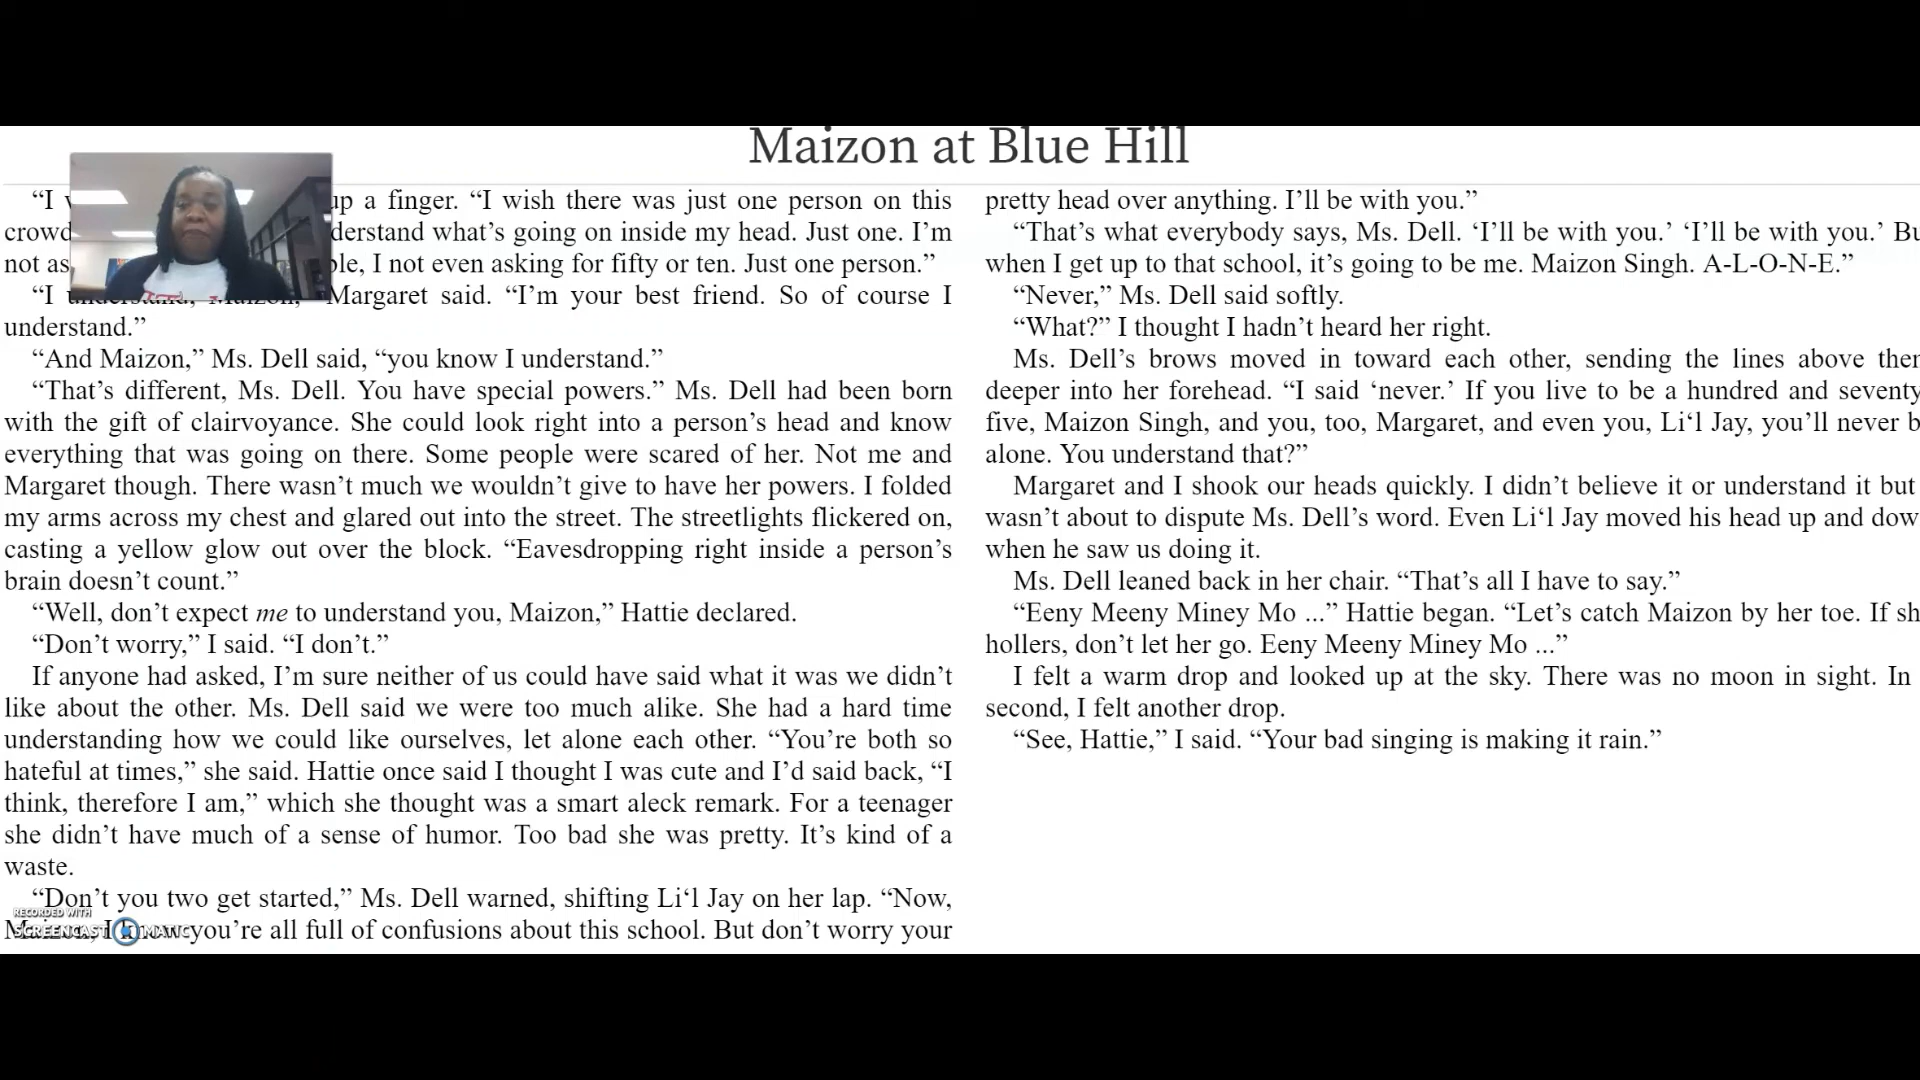 Maizon at Blue Hill
“I up a finger. “I wish there was just one person on this
crowd derstand what’s going on inside my head. Just one. I’m
not as ple, I not even asking for fifty or ten. Just one person.”
“I understand, Maizon,” Margaret said. “I’m your best friend. So of course I
understand.”
“And Maizon,” Ms. Dell said, “you know I understand.”
“That’s different, Ms. Dell. You have special powers.” Ms. Dell had been born
with the gift of clairvoyance. She could look right into a person’s head and know
everything that was going on there. Some people were scared of her. Not me and
Margaret though. There wasn’t much we wouldn’t give to have her powers. I folded
my arms across my chest and glared out into the street. The streetlights flickered on,
casting a yellow glow out over the block. “Eavesdropping right inside a person’s
brain doesn’t count.”
“Well, don’t expect me to understand you, Maizon,” Hattie declared.
“Don’t worry,” I said. “I don’t.”
If anyone had asked, I’m sure neither of us could have said what it was we didn’t
like about the other. Ms. Dell said we were too much alike. She had a hard time
understanding how we could like ourselves, let alone each other. “You’re both so
hateful at times,” she said. Hattie once said I thought I was cute and I’d said back, “I
think, therefore I am,” which she thought was a smart aleck remark. For a teenager
she didn’t have much of a sense of humor. Too bad she was pretty. It’s kind of a
waste.
“Don’t you two get started,” Ms. Dell warned, shifting Li‘l Jay on her lap. “Now,
Maizon, I know you’re all full of confusions about this school. But don’t worry your
pretty head over anything. I’ll be with you.”
“That’s what everybody says, Ms. Dell. ‘I’ll be with you.’ ‘I’ll be with you.’ Bu
when I get up to that school, it’s going to be me. Maizon Singh. A-L-O-N-E.”
“Never,” Ms. Dell said softly.
“What?” I thought I hadn’t heard her right.
Ms. Dell’s brows moved in toward each other, sending the lines above them
deeper into her forehead. “I said ‘never.’ If you live to be a hundred and seventy
five, Maizon Singh, and you, too, Margaret, and even you, Li‘l Jay, you’ll never b
alone. You understand that?”
Margaret and I shook our heads quickly. I didn’t believe it or understand it but
wasn’t about to dispute Ms. Dell’s word. Even Li‘l Jay moved his head up and dow
when he saw us doing it.
Ms. Dell leaned back in her chair. “That’s all I have to say.”
“Eeny Meeny Miney Mo ...” Hattie began. “Let’s catch Maizon by her toe. If sh
hollers, don’t let her go. Eeny Meeny Miney Mo ...”
I felt a warm drop and looked up at the sky. There was no moon in sight. In
second, I felt another drop.
“See, Hattie,” I said. “Your bad singing is making it rain.”
RECORDED WITH
SCREENCAST MATIC